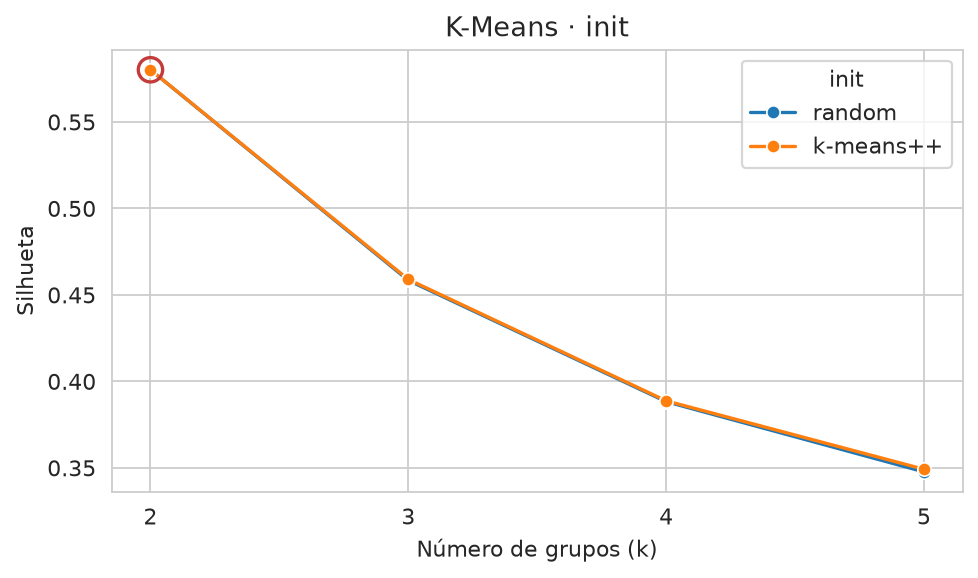 K-Means · init
init
random
k-means++
Silhueta
0.55
0.50
0.45
0.40
0.35
2
3
4
5
Número de grupos (k)